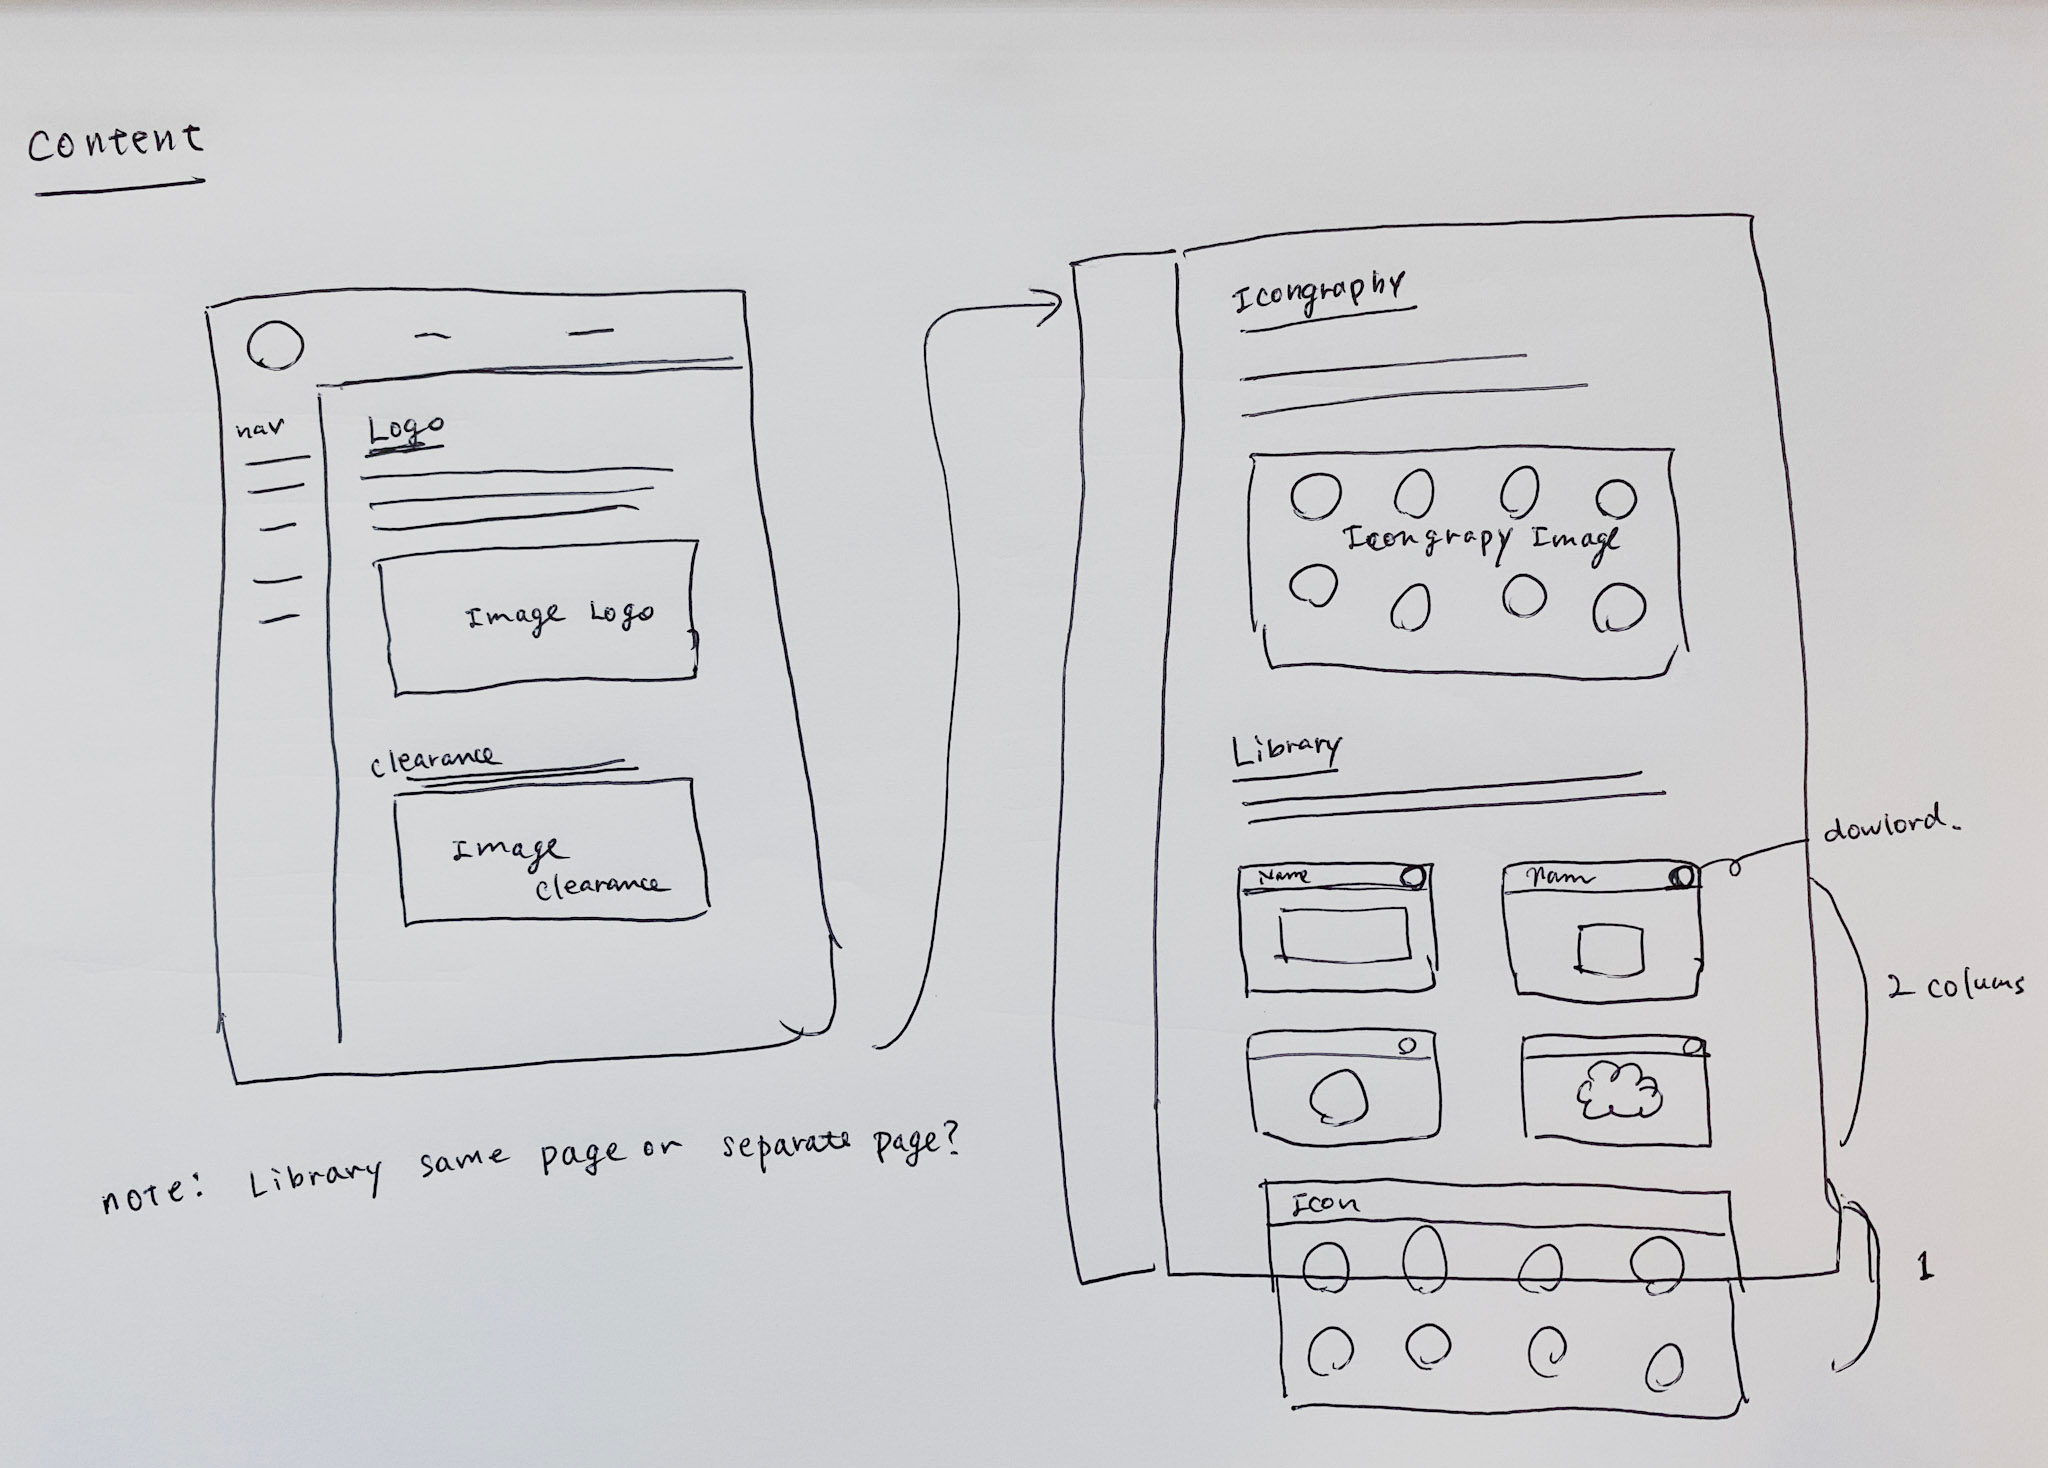 Content
nav
Logo
Image Logo
clearance
Image
clearance
note: Library same page or separate page?
Icongraphy
Icongrapy Image
Library
Name
Nam
dowlord.
2 colums
Icon
1